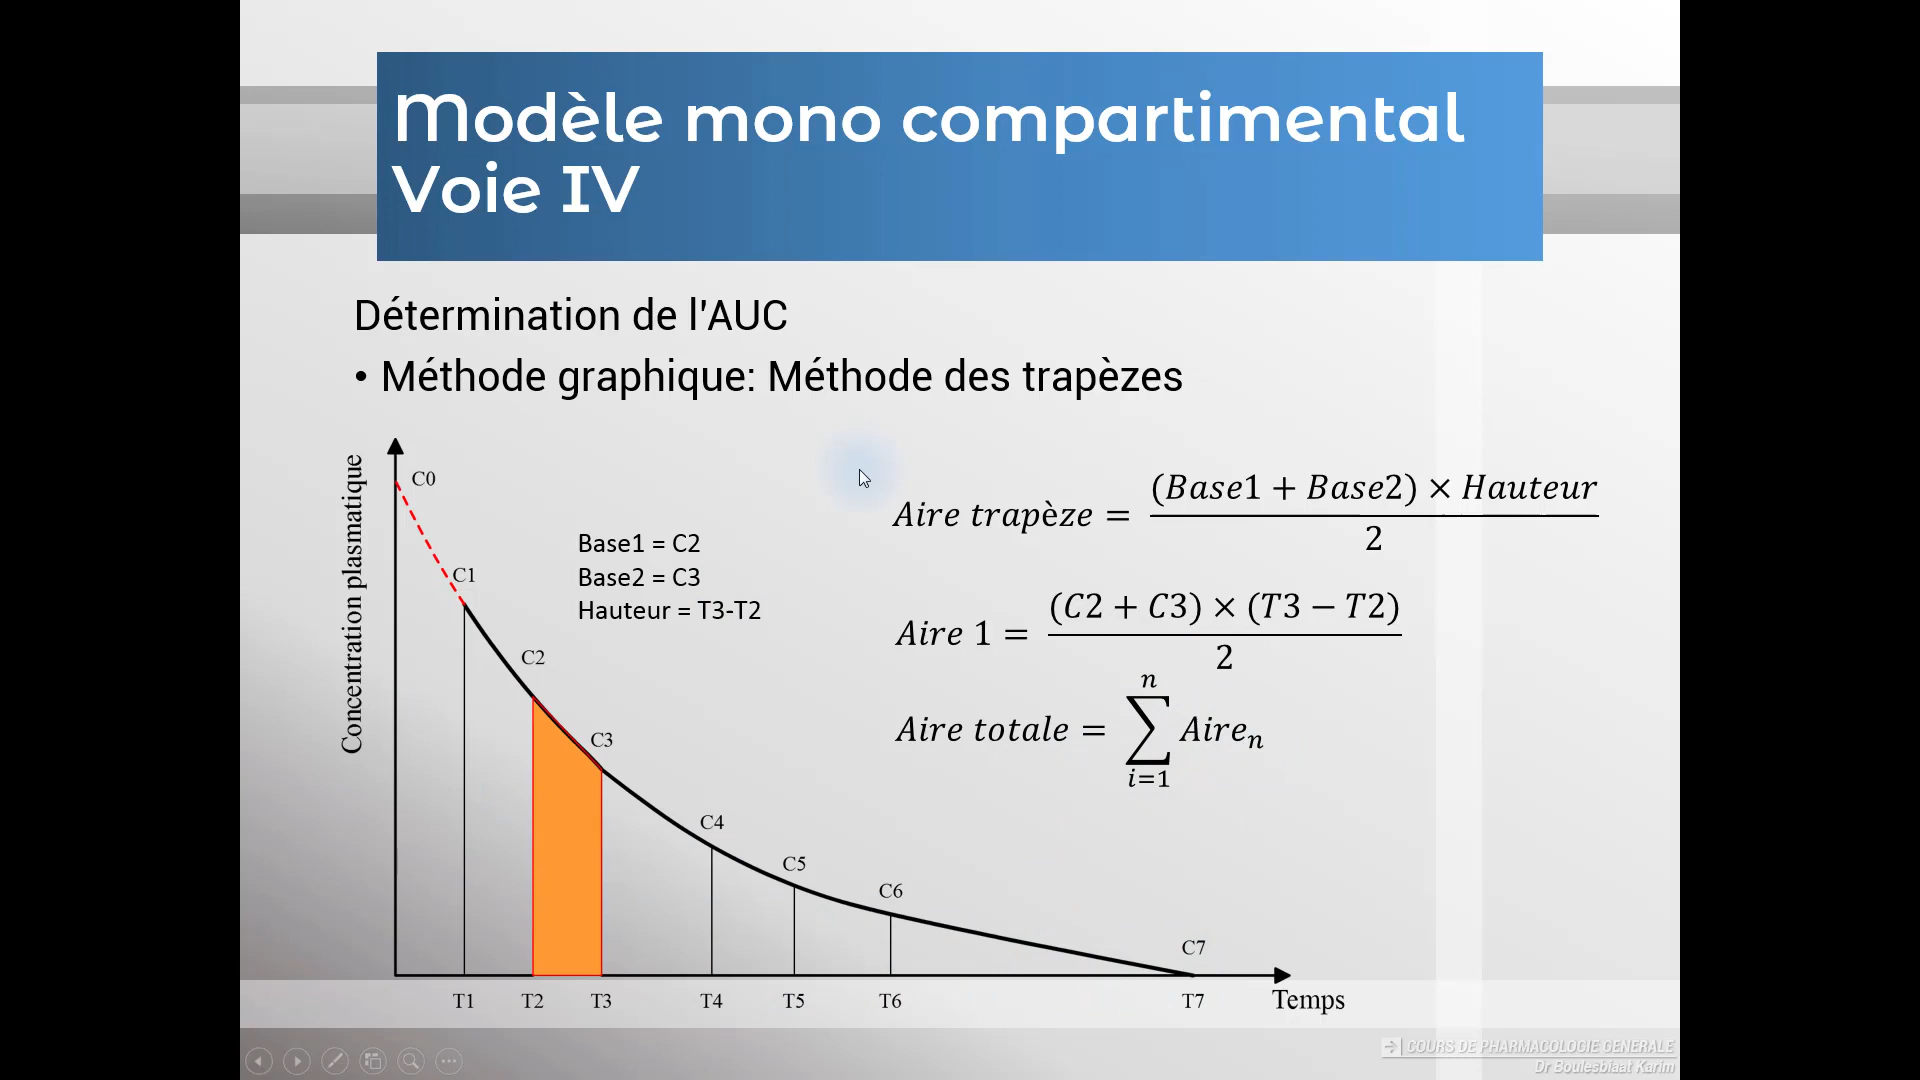 Modèle mono compartimental
Voie IV
Détermination de l'AUC
• Méthode graphique: Méthode des trapèzes
Concentration plasmatique
C0
C1
C2
C3
C4
C5
C6
C7
Base1 = C2
Base2 = C3
Hauteur = T3-T2
Aire trapèze = (Base1 + Base2) × Hauteur / 2
Aire 1 = (C2 + C3) × (T3 − T2) / 2
Aire totale = ∑ i=1 n Aire n
T1 T2 T3 T4 T5 T6 T7 Temps
COURS DE PHARMACOLOGIE GENERALE
Dr Boulesblaat Karim